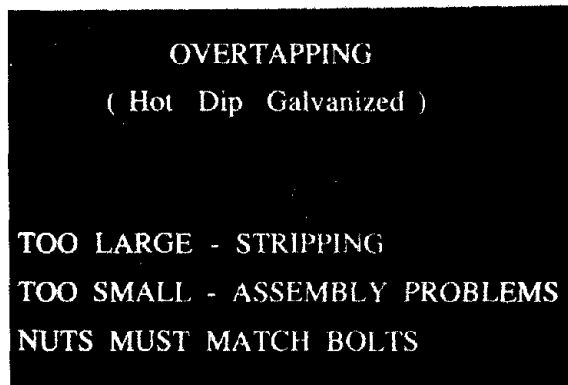 OVERTAPPING
( Hot Dip Galvanized )
TOO LARGE - STRIPPING
TOO SMALL - ASSEMBLY PROBLEMS
NUTS MUST MATCH BOLTS